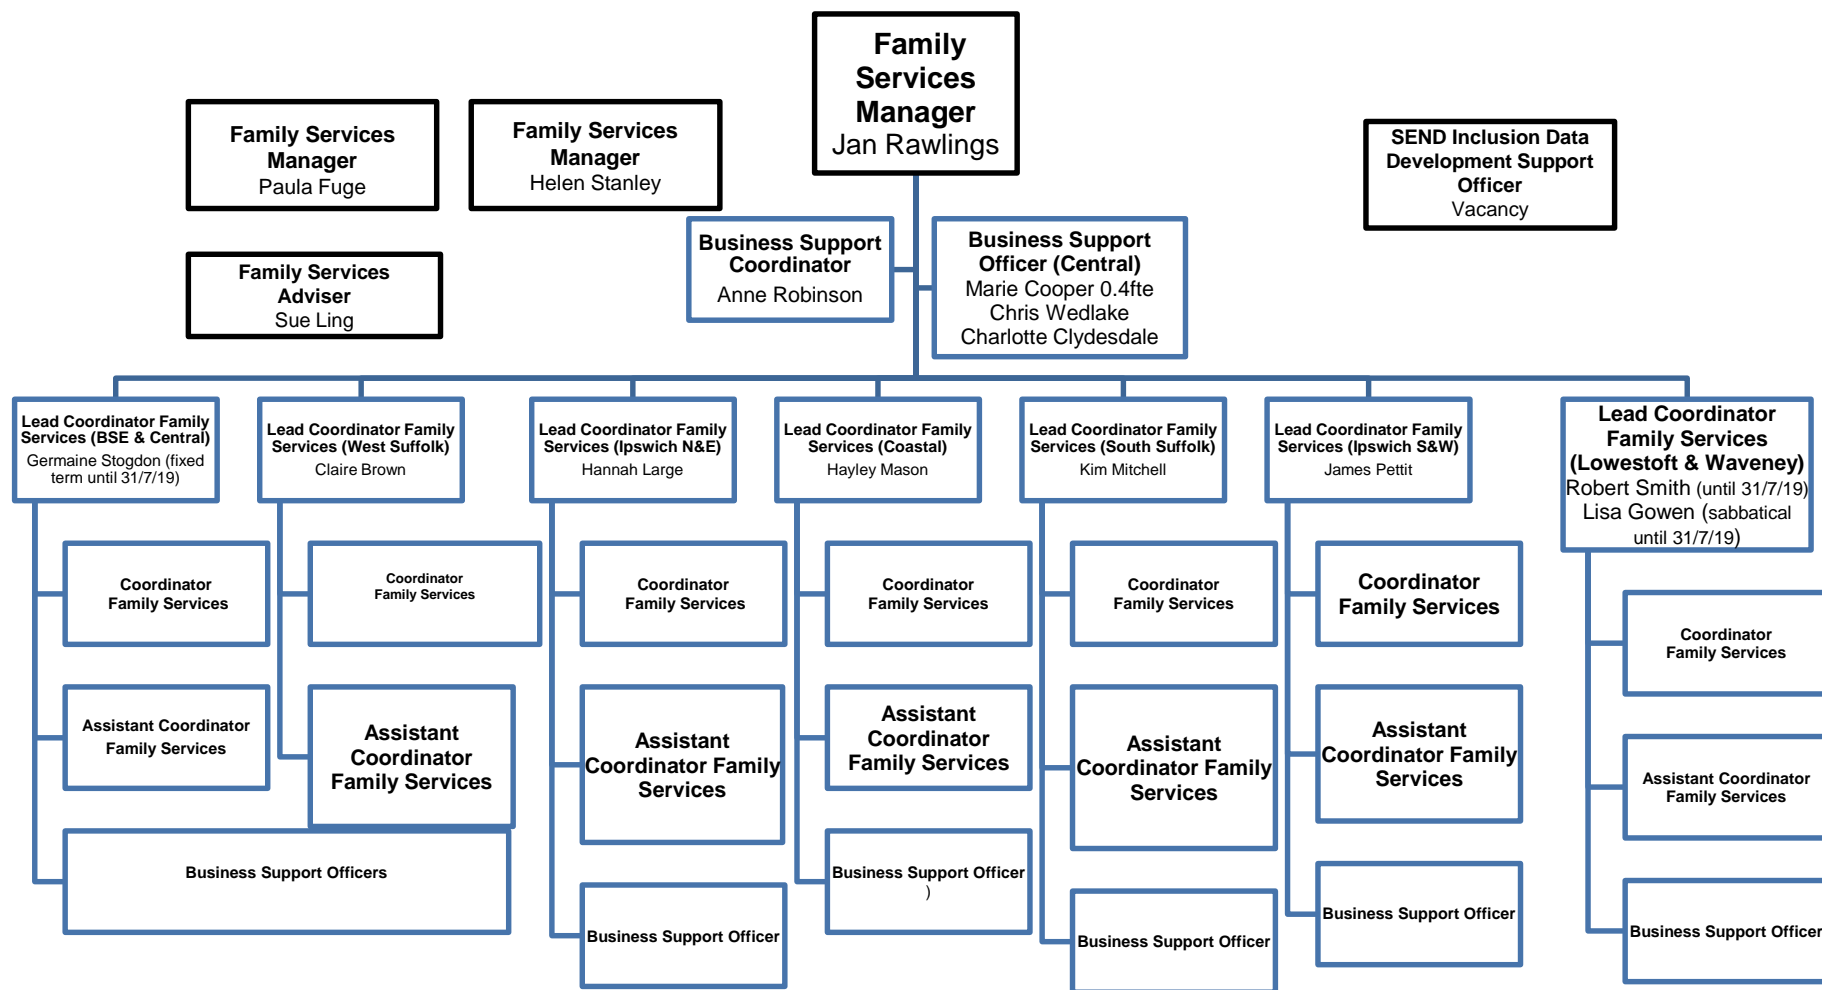 Family
Services
Manager
Jan Rawlings
Family Services
Manager
Paula Fuge
Family Services
Manager
Helen Stanley
SEND Inclusion Data
Development Support
Officer
Vacancy
Family Services
Adviser
Sue Ling
Business Support
Coordinator
Anne Robinson
Business Support
Officer (Central)
Marie Cooper 0.4fte
Chris Wedlake
Charlotte Clydesdale
Lead Coordinator Family
Services (BSE & Central)
Germaine Stogdon (fixed
term until 31/7/19)
Lead Coordinator Family
Services (West Suffolk)
Claire Brown
Lead Coordinator Family
Services (Ipswich N&E)
Hannah Large
Lead Coordinator Family
Services (Coastal)
Hayley Mason
Lead Coordinator Family
Services (South Suffolk)
Kim Mitchell
Lead Coordinator Family
Services (Ipswich S&W)
James Pettit
Lead Coordinator
Family Services
(Lowestoft & Waveney)
Robert Smith (until 31/7/19)
Lisa Gowen (sabbatical
until 31/7/19)
Coordinator
Family Services
Coordinator
Family Services
Coordinator
Family Services
Coordinator
Family Services
Coordinator
Family Services
Coordinator
Family Services
Coordinator
Family Services
Assistant Coordinator
Family Services
Assistant
Coordinator
Family Services
Assistant
Coordinator Family
Services
Assistant
Coordinator
Family Services
Assistant
Coordinator Family
Services
Assistant
Coordinator Family
Services
Assistant Coordinator
Family Services
Business Support Officers
Business Support Officer
Business Support Officer
)
Business Support Officer
Business Support Officer
Business Support Officer